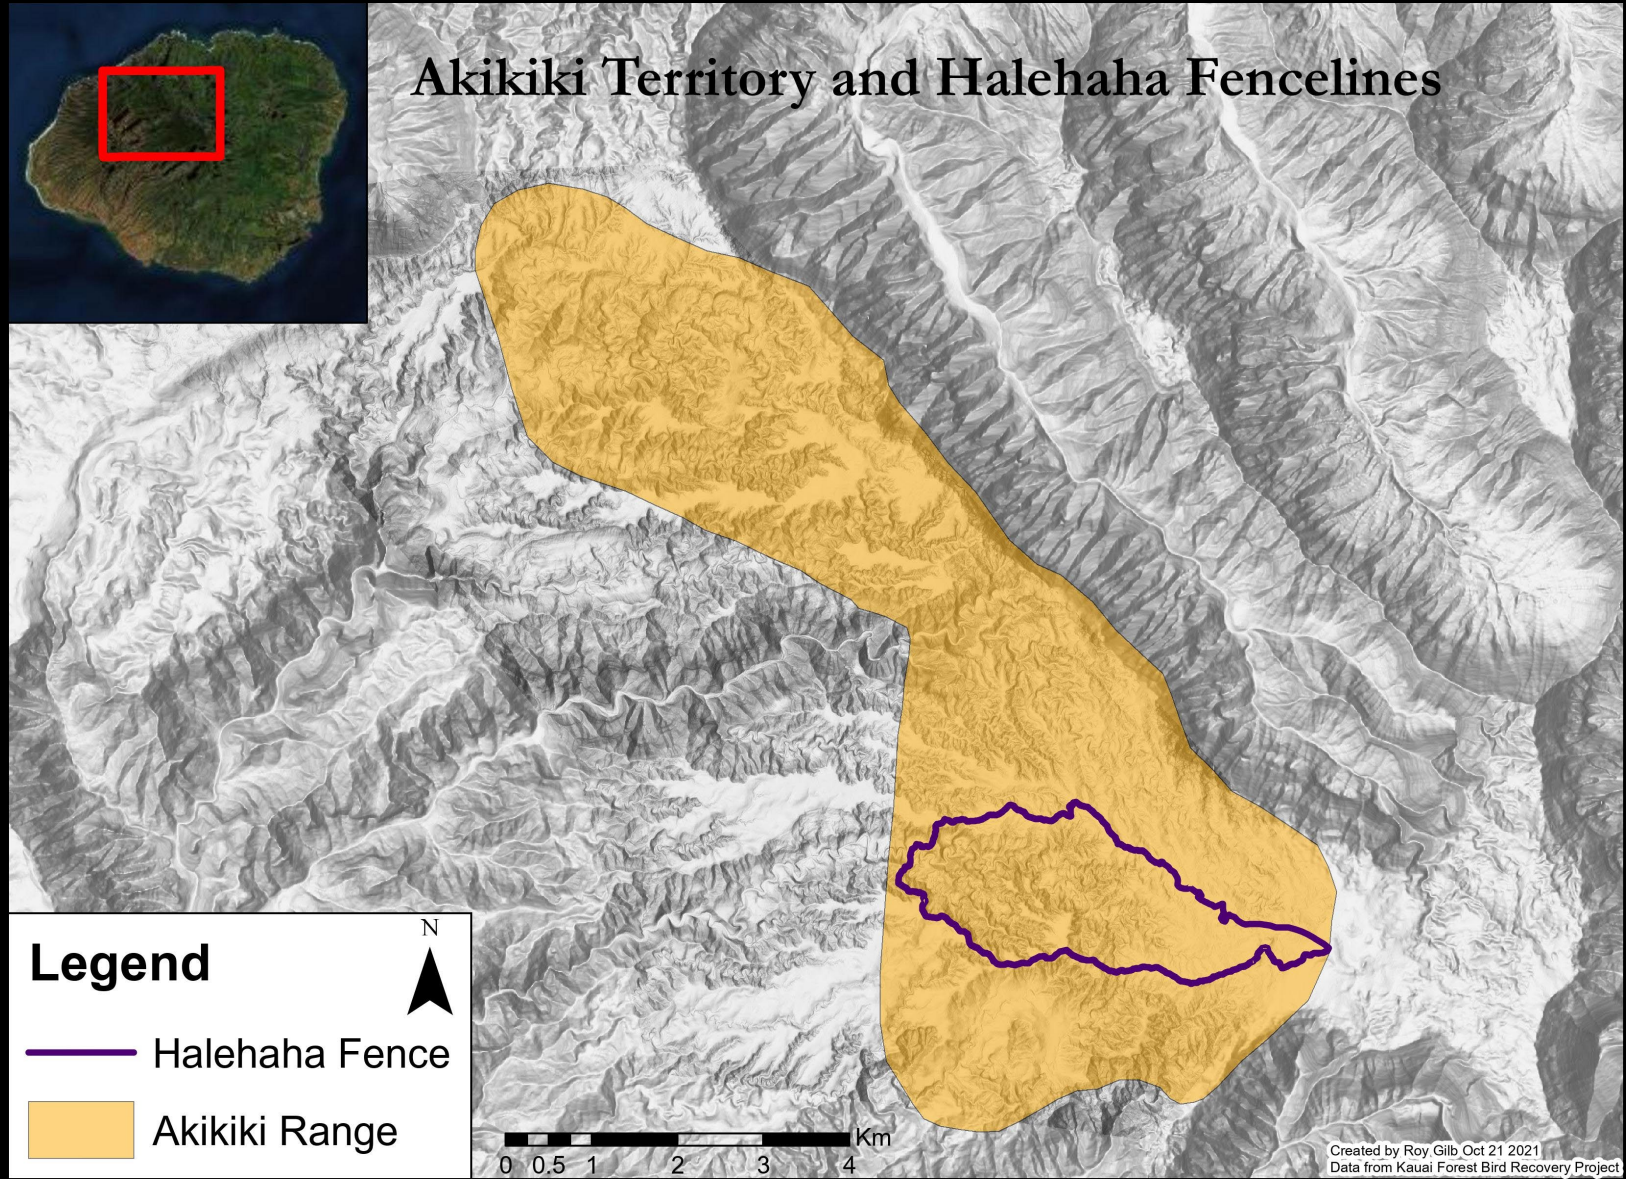 Akikiki Territory and Halehaha Fencelines
Legend
N
Halehaha Fence
Akikiki Range
Km
0 0.5 1 2 3 4
Created by Roy Gilb Oct 21 2021
Data from Kauai Forest Bird Recovery Project